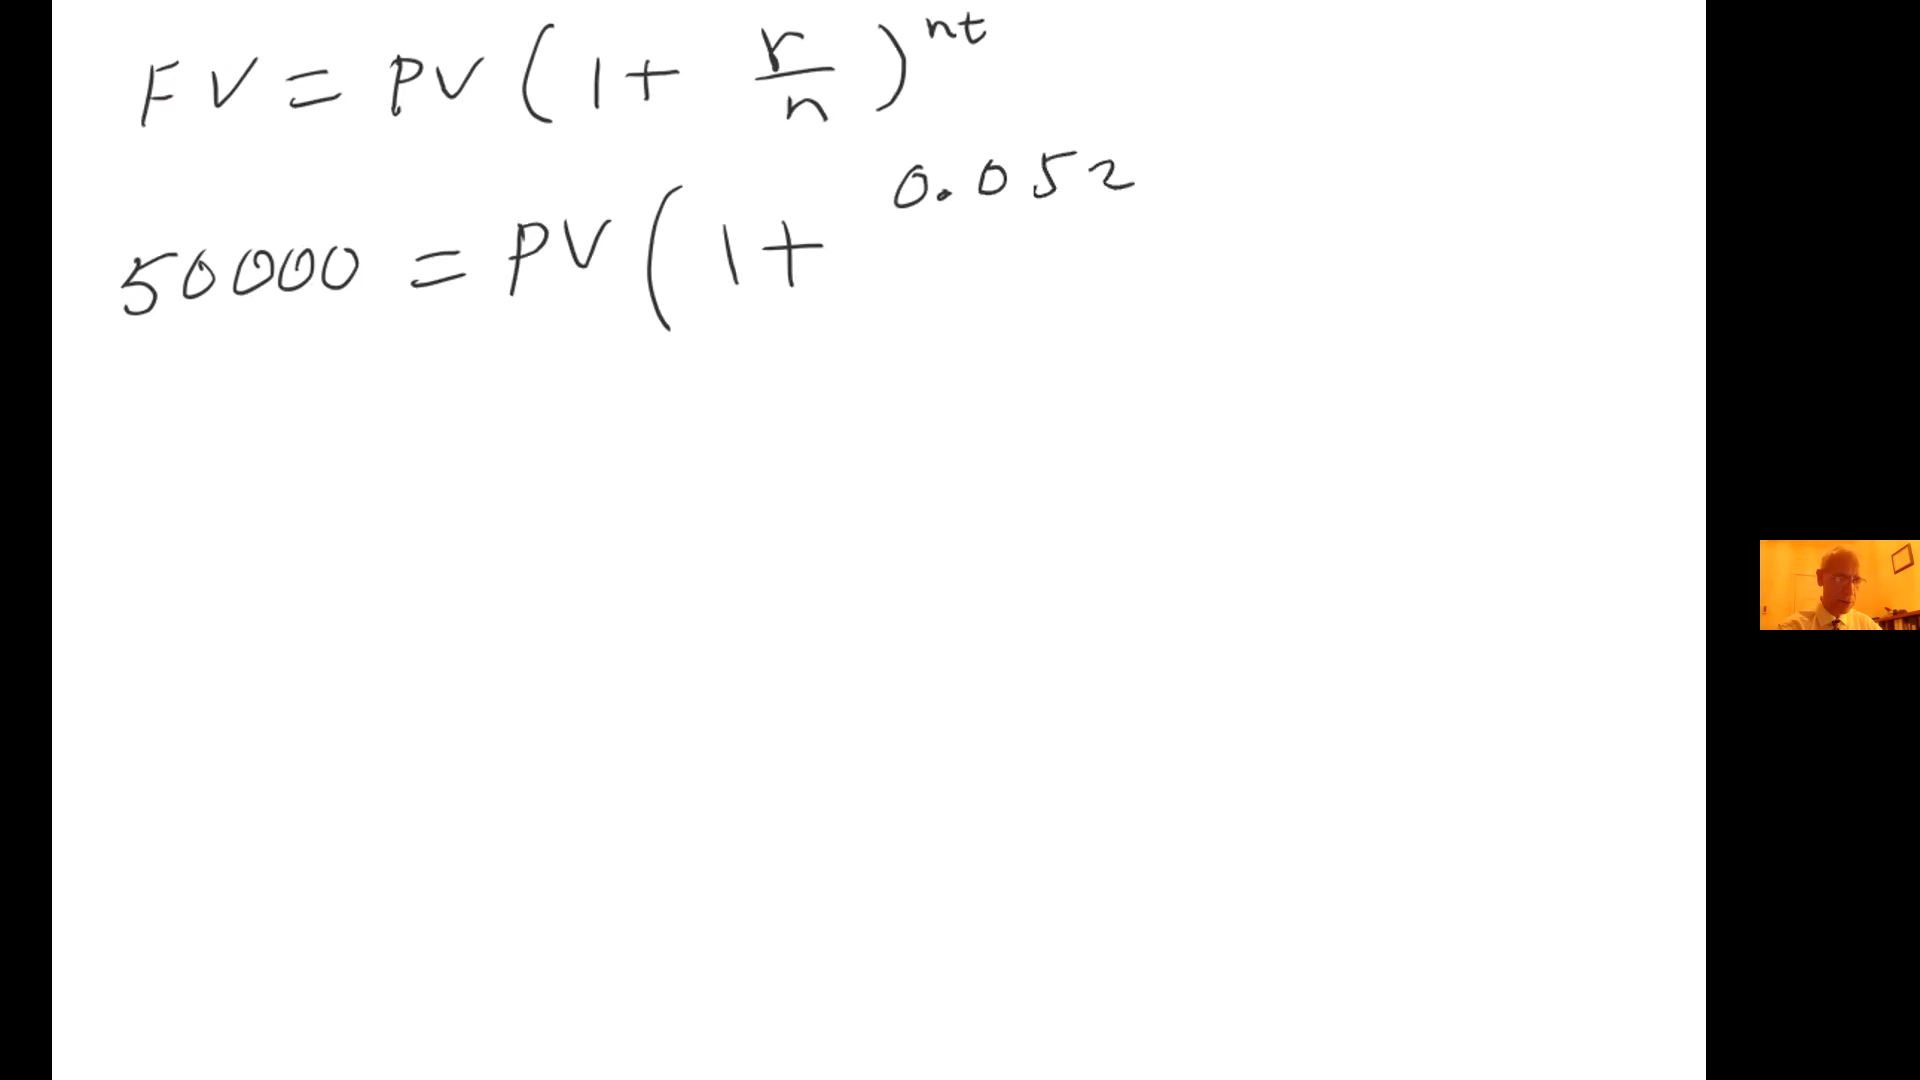 FV = PV (1 + r/n)^nt
50000 = PV (1 + 0.052